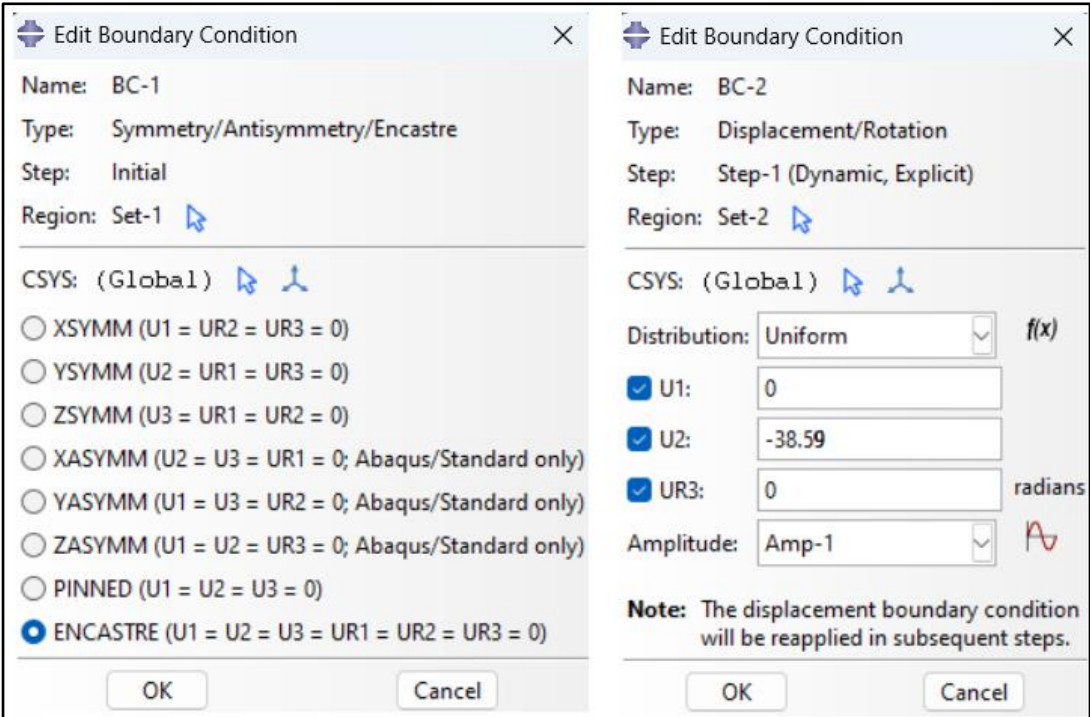 Edit Boundary Condition
Name: BC-1
Type: Symmetry/Antisymmetry/Encastre
Step: Initial
Region: Set-1
CSYS: (Global)
XSYMM (U1 = UR2 = UR3 = 0)
YSYMM (U2 = UR1 = UR3 = 0)
ZSYMM (U3 = UR1 = UR2 = 0)
XASYMM (U2 = U3 = UR1 = 0; Abaqus/Standard only)
YASYMM (U1 = U3 = UR2 = 0; Abaqus/Standard only)
ZASYMM (U1 = U2 = UR3 = 0; Abaqus/Standard only)
PINNED (U1 = U2 = U3 = 0)
ENCASTRE (U1 = U2 = U3 = UR1 = UR2 = UR3 = 0)
OK Cancel
Edit Boundary Condition
Name: BC-2
Type: Displacement/Rotation
Step: Step-1 (Dynamic, Explicit)
Region: Set-2
CSYS: (Global)
Distribution: Uniform f(x)
U1: 0
U2: -38.59
UR3: 0 radians
Amplitude: Amp-1
Note: The displacement boundary condition
will be reapplied in subsequent steps.
OK Cancel